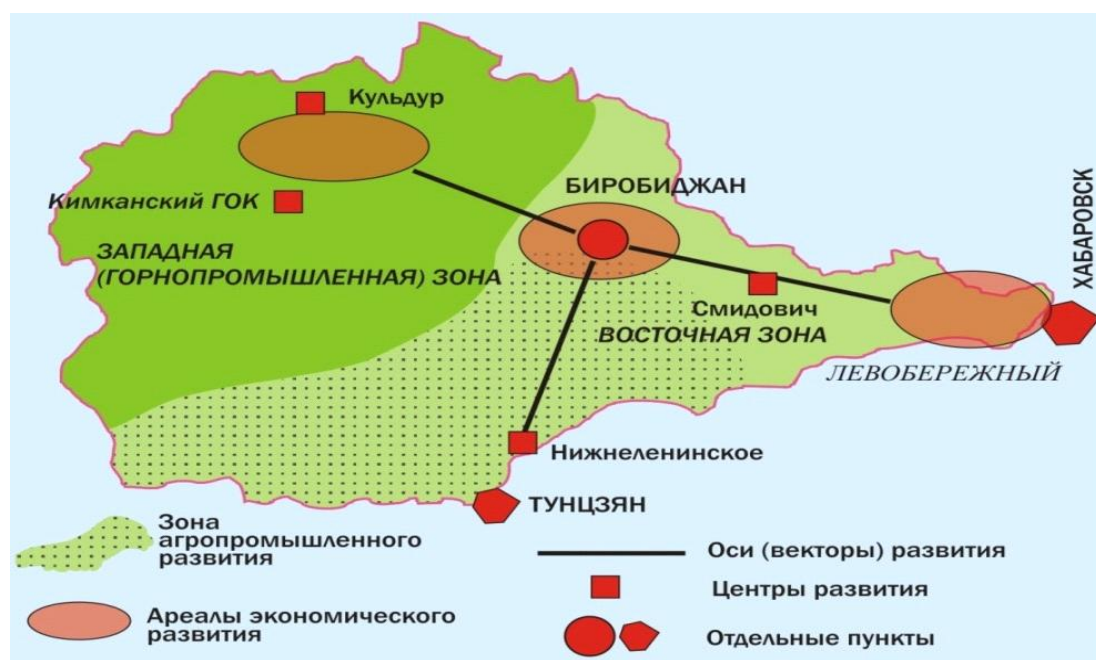 Кульдур
БИРОБИДЖАН
Кимканский ГОК
ХАБАРОВСК
ЗАПАДНАЯ
(ГОРНОПРОМЫШЛЕННАЯ) ЗОНА
Смидович
ВОСТОЧНАЯ ЗОНА
ЛЕВОБЕРЕЖНЫЙ
Нижнеленинское
ТУНЦЗЯН
Зона
агропромышленного
развития
Ареалы экономического
развития
Оси (векторы) развития
Центры развития
Отдельные пункты